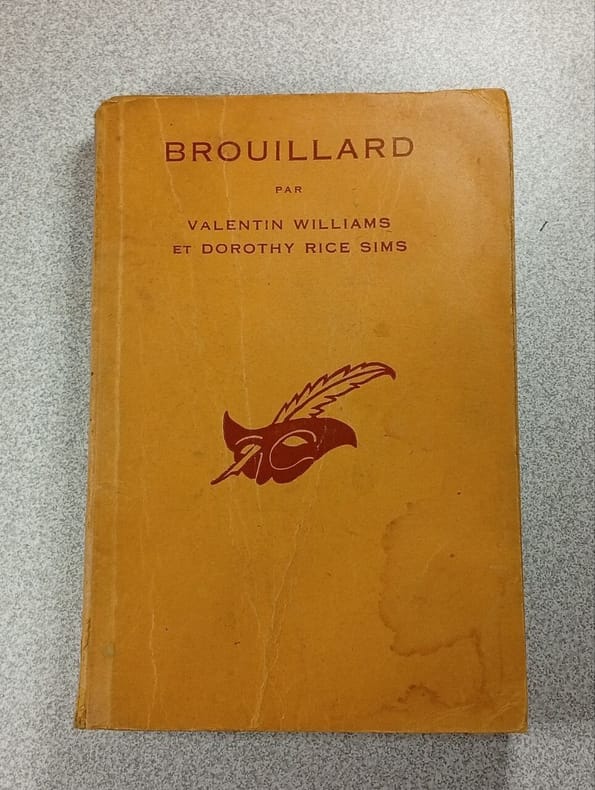 BROUILLARD
PAR
VALENTIN WILLIAMS
ET DOROTHY RICE SIMS